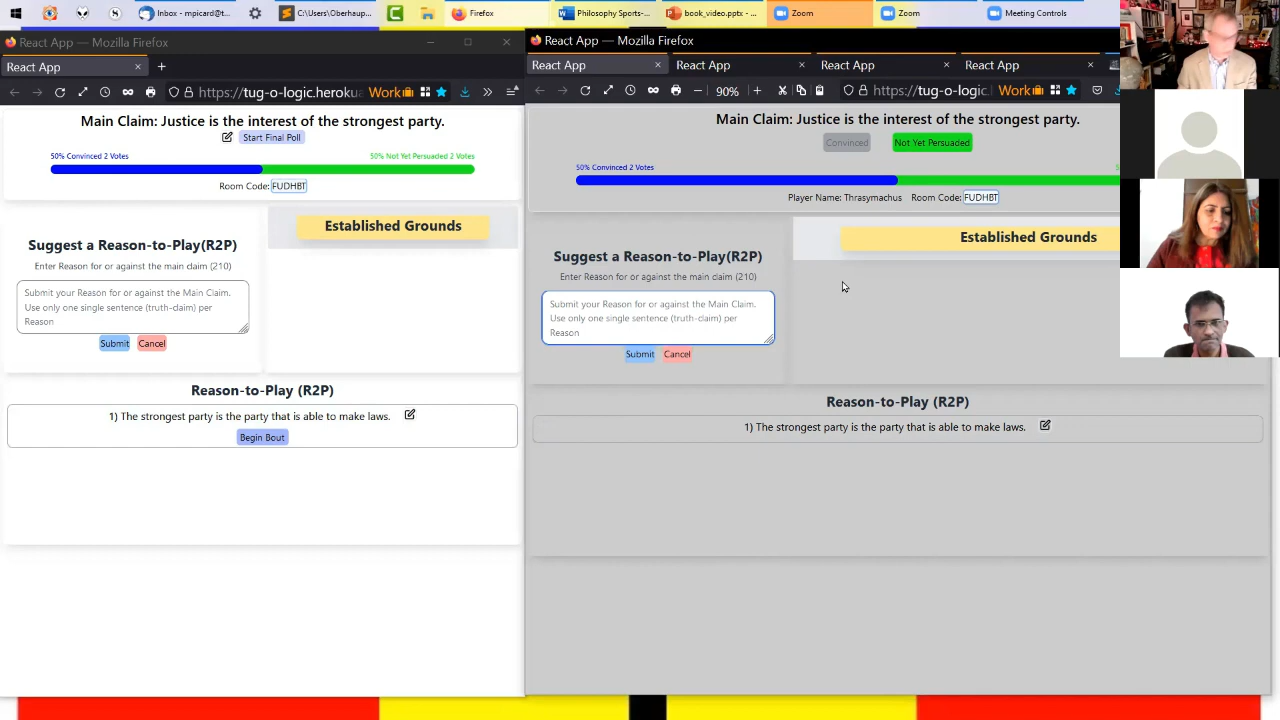 Inbox - mpicard@t...
C:\Users\Oberhaup...
Firefox
Philosophy Sports-...
book_video.pptx - ...
Zoom
Zoom
Meeting Controls
React App — Mozilla Firefox
React App
https://tug-o-logic.heroku
Work
Main Claim: Justice is the interest of the strongest party.
Start Final Poll
50% Convinced 2 Votes
50% Not Yet Persuaded 2 Votes
Room Code: FUDHBT
Suggest a Reason-to-Play(R2P)
Enter Reason for or against the main claim (210)
Submit your Reason for or against the Main Claim.
Use only one single sentence (truth-claim) per
Reason
Submit
Cancel
Established Grounds
Reason-to-Play (R2P)
1) The strongest party is the party that is able to make laws.
Begin Bout
React App — Mozilla Firefox
React App
React App
React App
React App
90%
https://tug-o-logic.
Work
Main Claim: Justice is the interest of the strongest party.
Convinced
Not Yet Persuaded
50% Convinced 2 Votes
5
Player Name: Thrasymachus
Room Code: FUDHBT
Suggest a Reason-to-Play(R2P)
Enter Reason for or against the main claim (210)
Submit your Reason for or against the Main Claim.
Use only one single sentence (truth-claim) per
Reason
Submit
Cancel
Established Grounds
Reason-to-Play (R2P)
1) The strongest party is the party that is able to make laws.